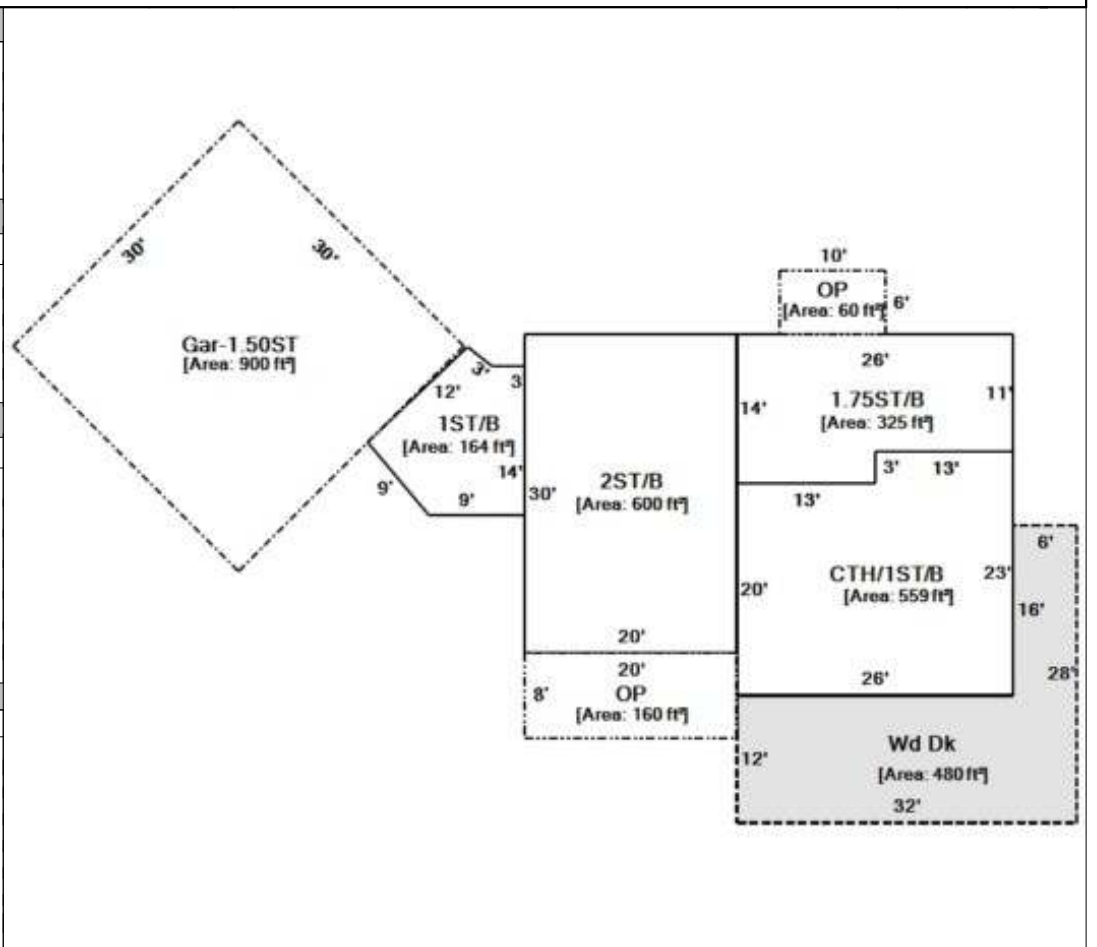 30'
30'
Gar-1.50ST
[Area: 900 ft²]
12'
3'
3
1ST/B
[Area: 164 ft²]
14'
9'
9'
30'
2ST/B
[Area: 600 ft²]
20'
20'
8'
OP
[Area: 160 ft²]
10'
OP
[Area: 60 ft²]
6'
26'
14'
1.75ST/B
[Area: 325 ft²]
11'
3'
13'
13'
CTH/1ST/B
[Area: 559 ft²]
20'
23'
26'
6'
16'
28'
12'
Wd Dk
[Area: 480 ft²]
32'